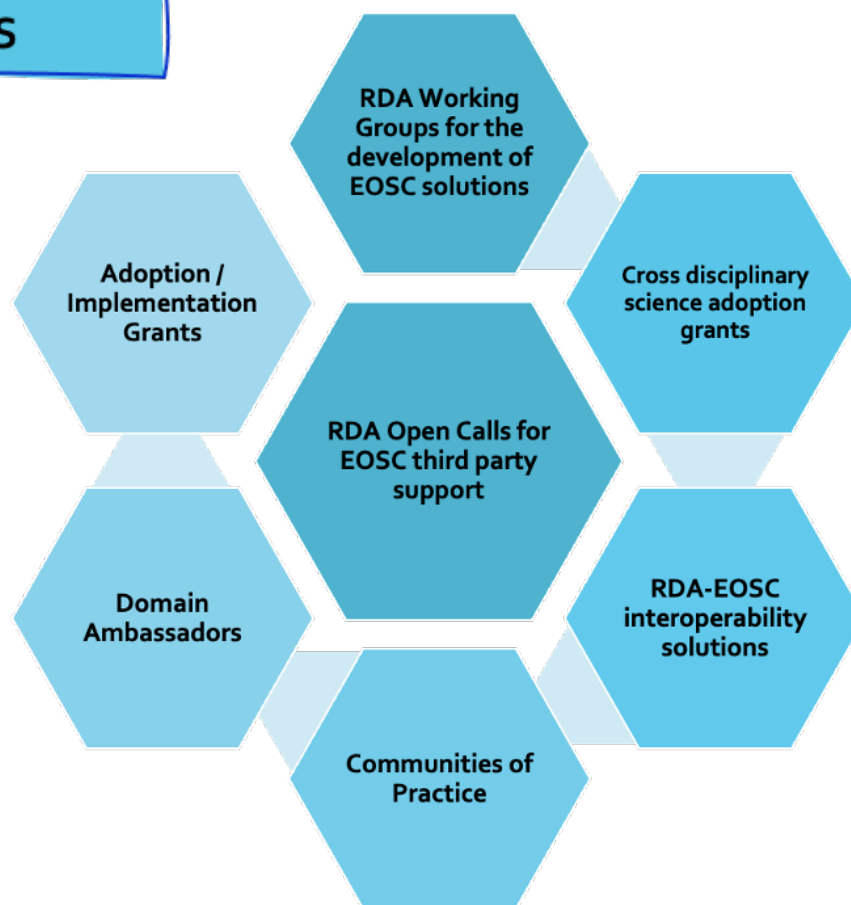 s
RDA Working
Groups for the
development of
EOSC solutions
Adoption /
Implementation
Grants
Cross disciplinary
science adoption
grants
RDA Open Calls for
EOSC third party
support
Domain
Ambassadors
RDA-EOSC
interoperability
solutions
Communities of
Practice